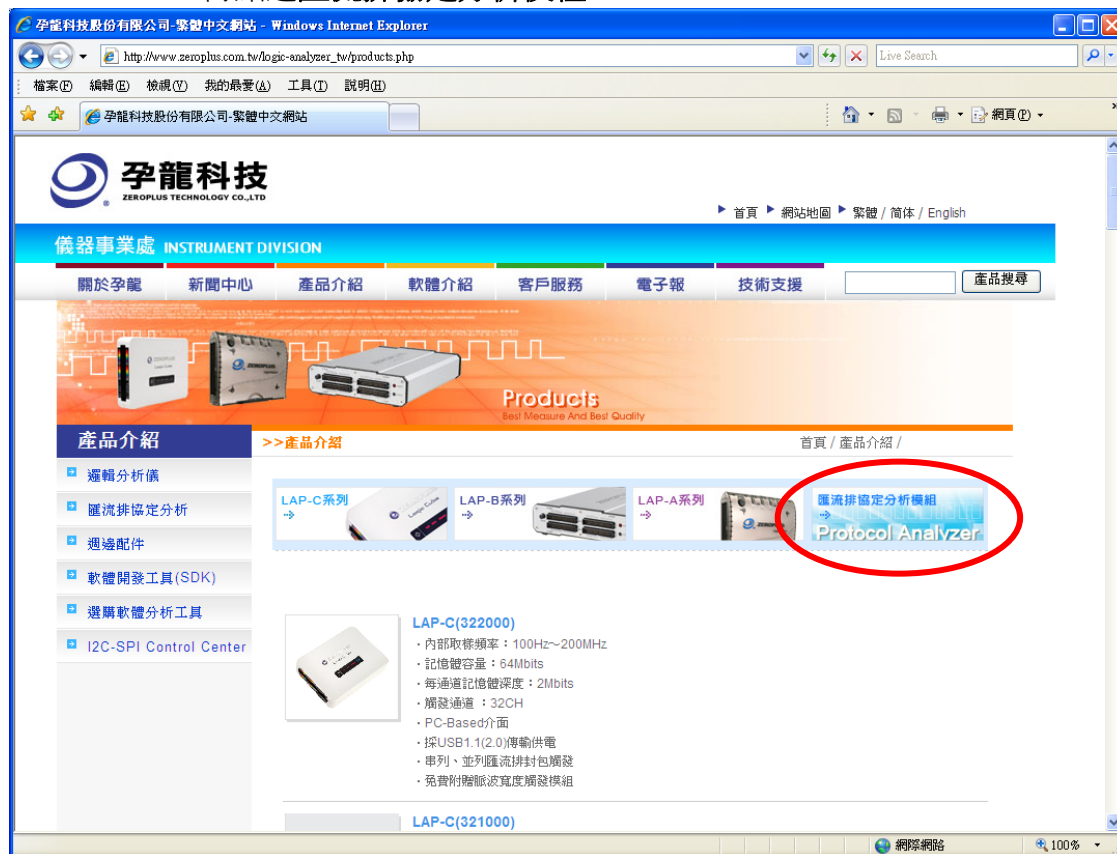 孕龍科技股份有限公司-繁體中文網站 - Windows Internet Explorer
http://www.zeroplus.com.tw/logic-analyzer_tw/products.php
Live Search
檔案(F) 編輯(E) 檢視(V) 我的最愛(A) 工具(T) 說明(H)
孕龍科技股份有限公司-繁體中文網站
網頁(P)
孕龍科技
ZEROPLUS TECHNOLOGY CO.,LTD
首頁 網站地圖 繁體 / 简体 / English
儀器事業處 INSTRUMENT DIVISION
關於孕龍 新聞中心 產品介紹 軟體介紹 客戶服務 電子報 技術支援 產品搜尋
Products
Best Measure And Best Quality
產品介紹
>>產品介紹
首頁 / 產品介紹 /
邏輯分析儀
匯流排協定分析
週邊配件
軟體開發工具(SDK)
選購軟體分析工具
I2C-SPI Control Center
LAP-C系列
LAP-B系列
LAP-A系列
匯流排協定分析模組
Protocol Analyzer
LAP-C(322000)
・內部取樣頻率：100Hz～200MHz
・記憶體容量：64Mbits
・每通道記憶體深度：2Mbits
・觸發通道 ：32CH
・PC-Based介面
・採USB1.1(2.0)傳輸供電
・串列、並列匯流排封包觸發
・免費附贈脈波寬度觸發模組
LAP-C(321000)
網際網路
100%